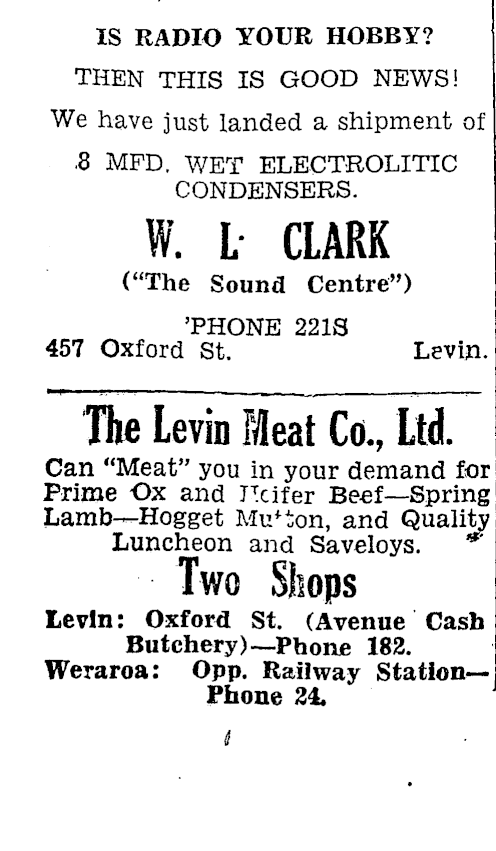 IS RADIO YOUR HOBBY?
THEN THIS IS GOOD NEWS!
We have just landed a shipment of
8 MFD. WET ELECTROLITIC
CONDENSERS.
W. L. CLARK
("The Sound Centre")
'PHONE 221S
457 Oxford St. Levin.
The Levin Meat Co., Ltd.
Can "Meat" you in your demand for
Prime Ox and Heifer Beef—Spring
Lamb—Hogget Mutton, and Quality
Luncheon and Saveloys.
Two Shops
Levin: Oxford St. (Avenue Cash
Butchery)—Phone 182.
Weraroa: Opp. Railway Station—
Phone 24.